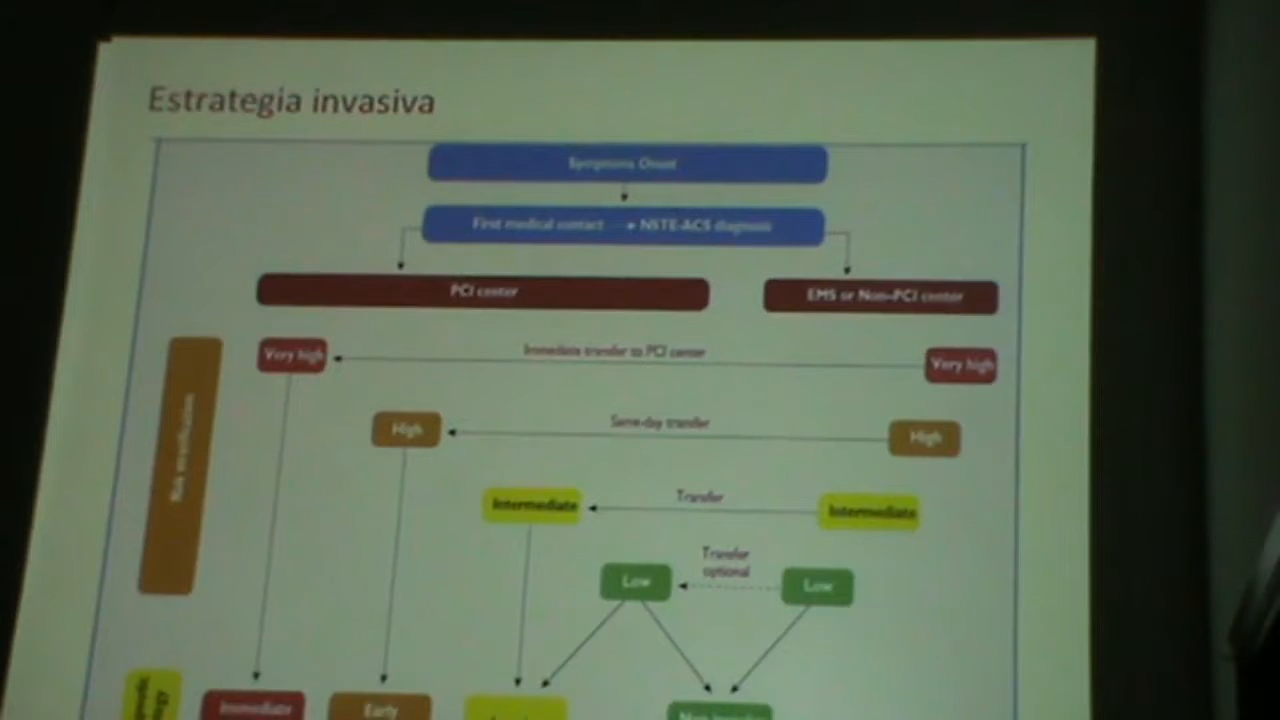 Estrategia invasiva
Symptoms Onset
First medical contact → NSTE-ACS diagnosis
PCI center
EMS or Non-PCI center
Very high
Immediate transfer to PCI center
Very high
High
Same-day transfer
High
Risk stratification
Intermediate
Transfer
Intermediate
Transfer
optional
Low
Low
Immediate
Early